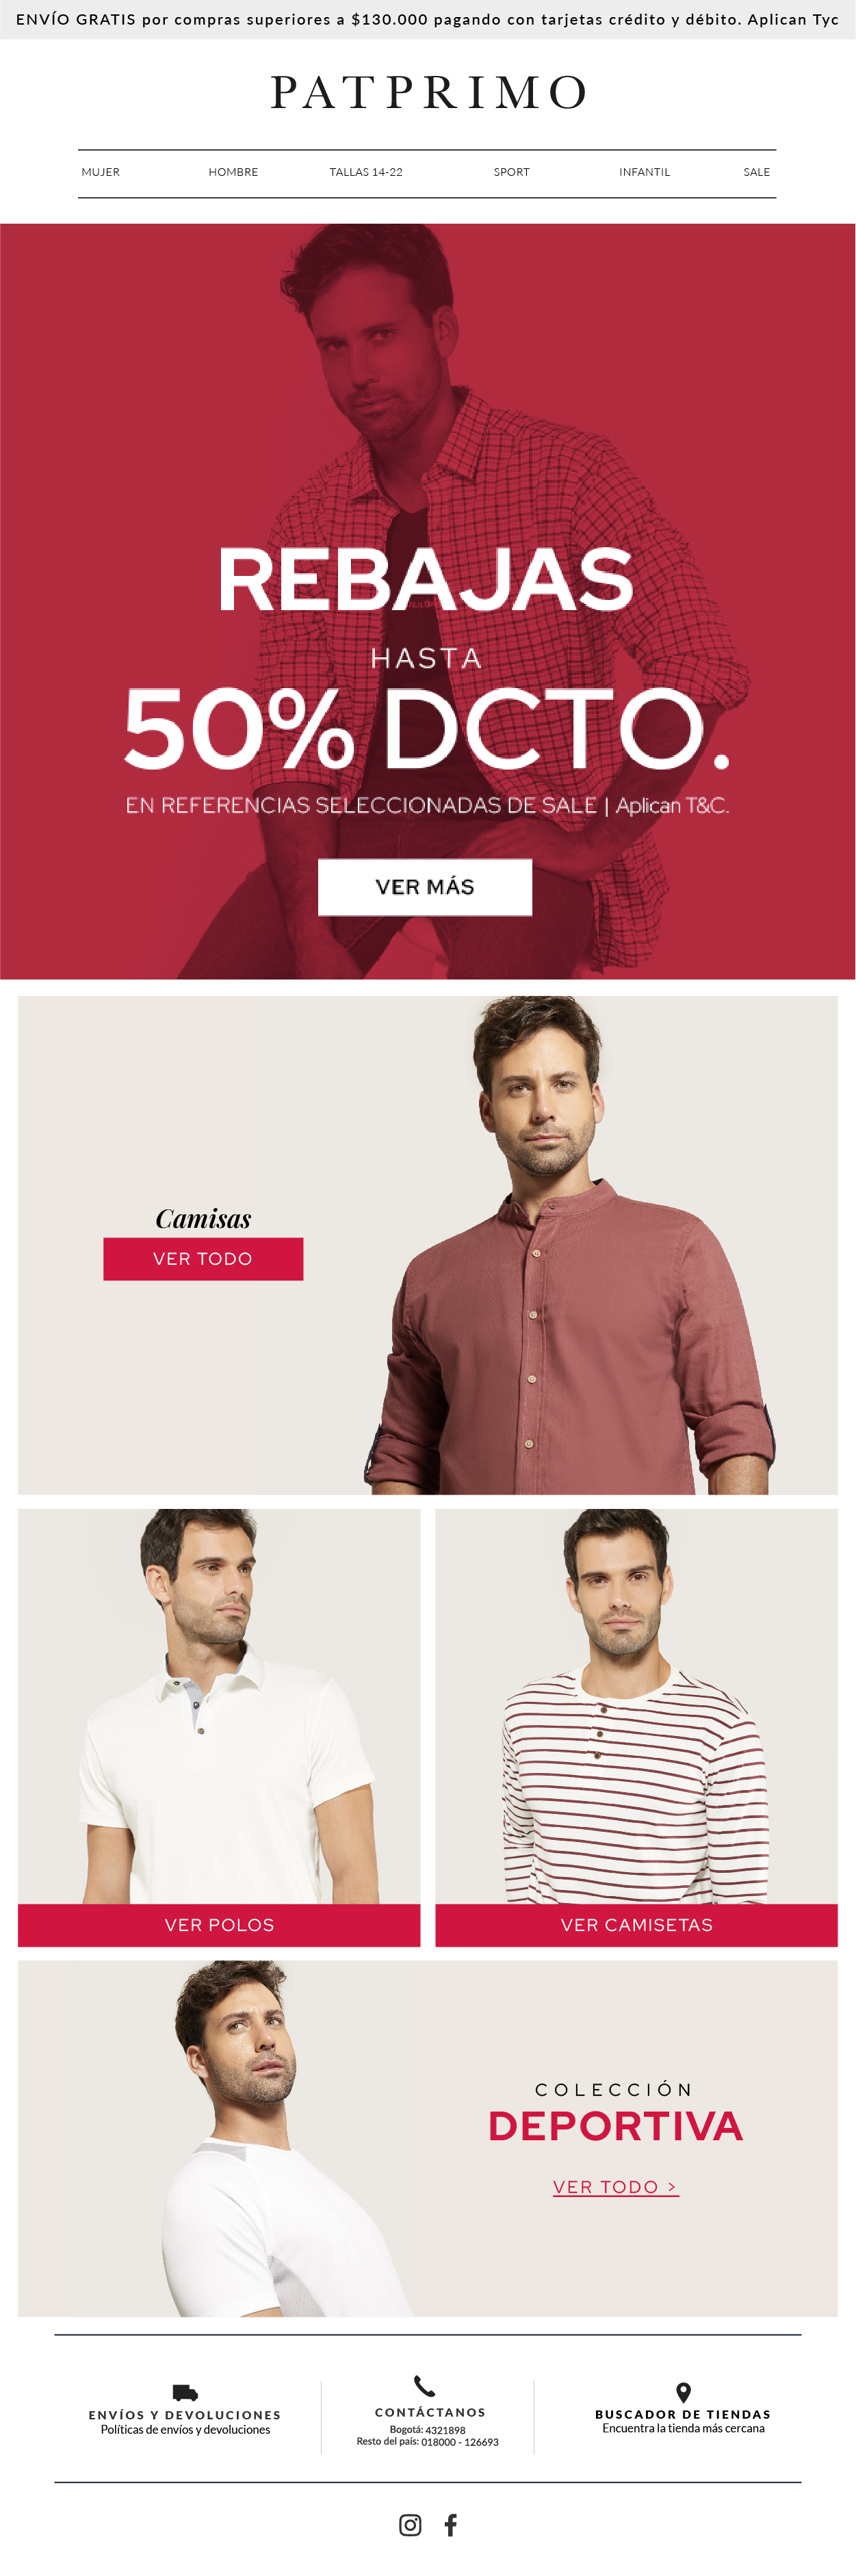 ENVÍO GRATIS por compras superiores a $130.000 pagando con tarjetas crédito y débito. Aplican Tyc
PATPRIMO
MUJER HOMBRE TALLAS 14-22 SPORT INFANTIL SALE
REBAJAS
HASTA
50% DCTO.
EN REFERENCIAS SELECCIONADAS DE SALE | Aplican T&C.
VER MÁS
Camisas
VER TODO
VER POLOS
VER CAMISETAS
COLECCIÓN
DEPORTIVA
VER TODO >
ENVÍOS Y DEVOLUCIONES
Políticas de envíos y devoluciones
CONTÁCTANOS
Bogotá: 4321898
Resto del país: 018000 - 126693
BUSCADOR DE TIENDAS
Encuentra la tienda más cercana